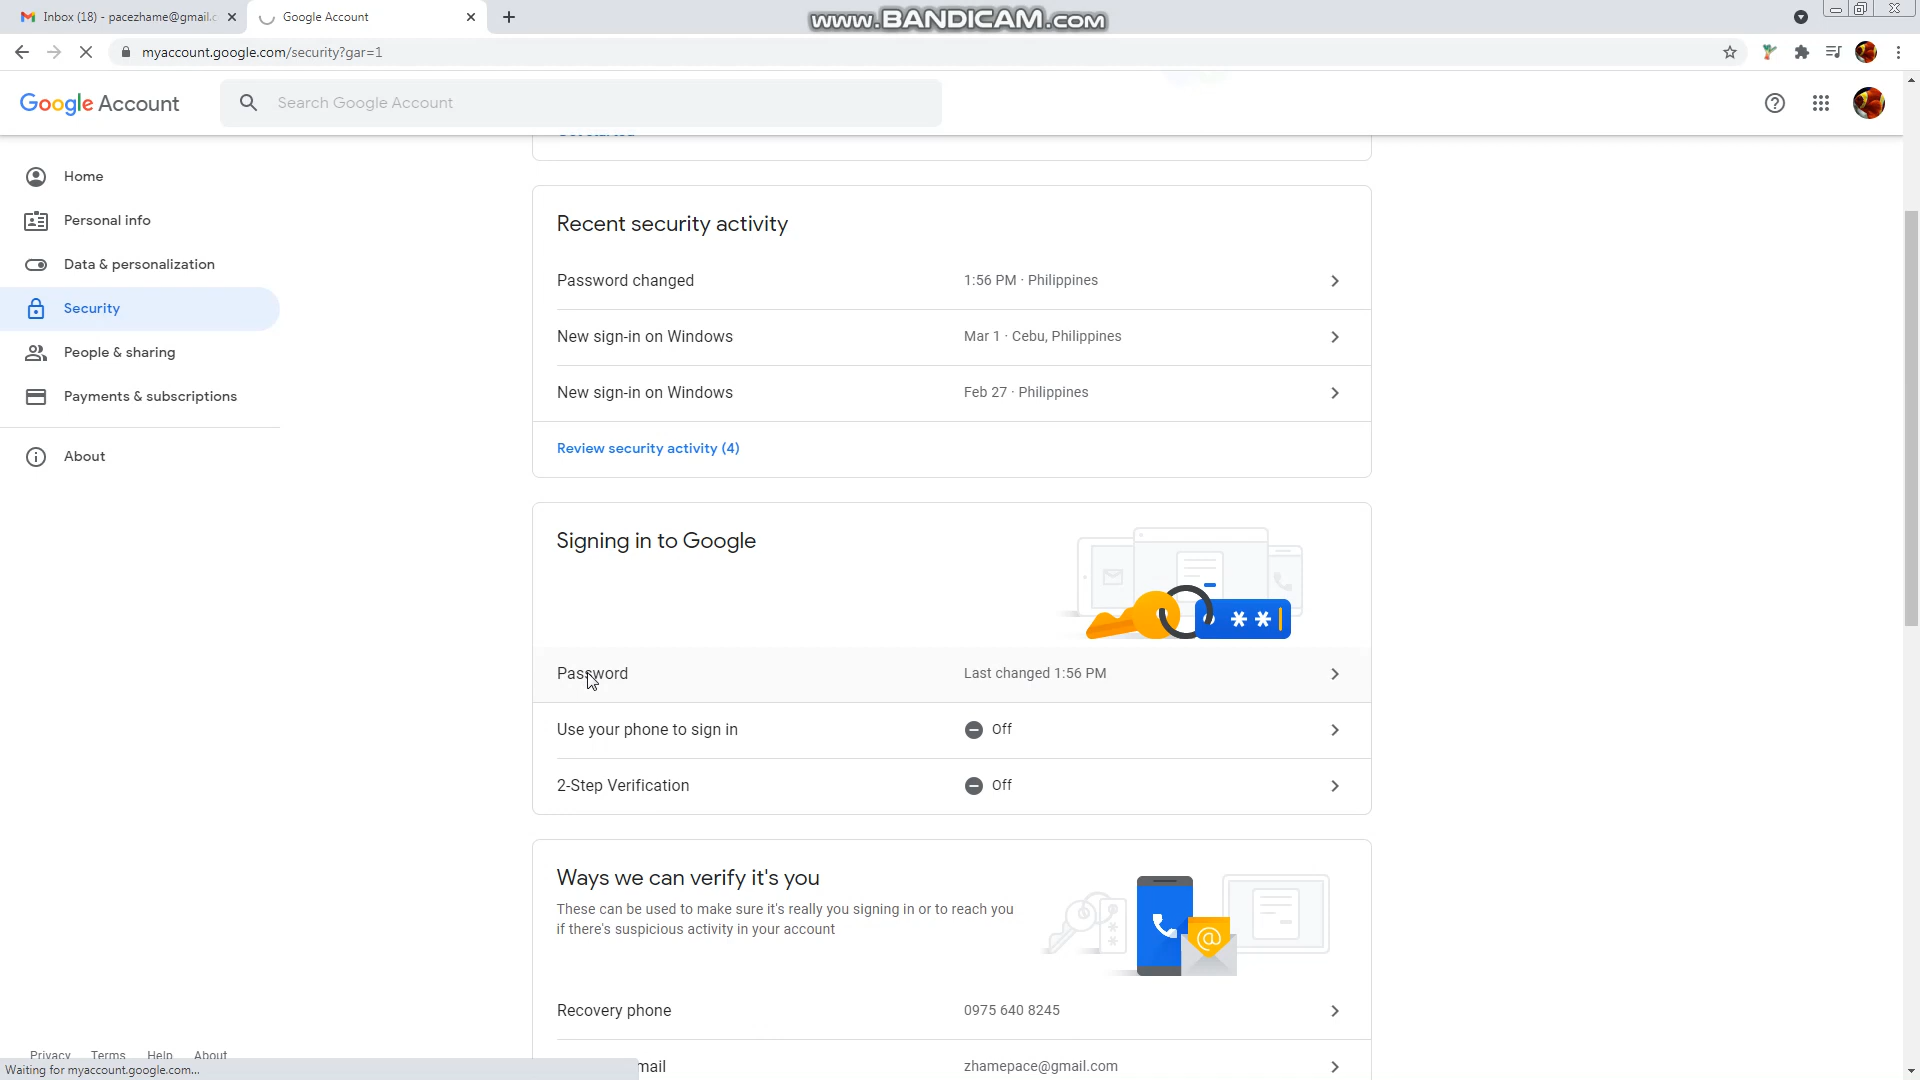 Inbox (18) - pacezhame@gmail.c
Google Account
www.BANDICAM.com
myaccount.google.com/security?gar=1
Google Account
Search Google Account
Home
Personal info
Data & personalization
Security
People & sharing
Payments & subscriptions
About
Recent security activity
Password changed 1:56 PM · Philippines
New sign-in on Windows Mar 1 · Cebu, Philippines
New sign-in on Windows Feb 27 · Philippines
Review security activity (4)
Signing in to Google
Password Last changed 1:56 PM
Use your phone to sign in Off
2-Step Verification Off
Ways we can verify it's you
These can be used to make sure it's really you signing in or to reach you
if there's suspicious activity in your account
Recovery phone 0975 640 8245
mail zhamepace@gmail.com
Privacy Terms Help About
Waiting for myaccount.google.com...